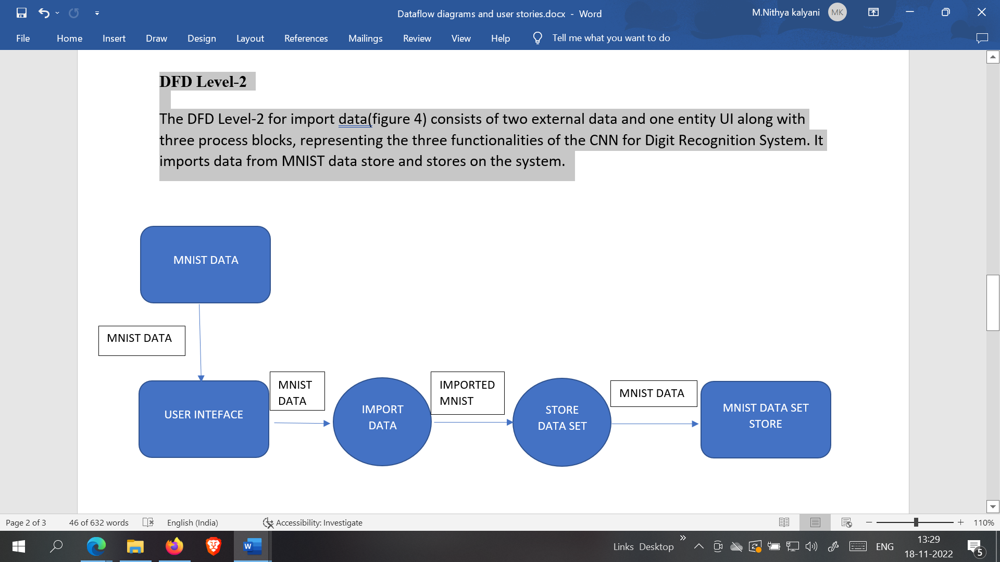 Dataflow diagrams and user stories.docx - Word
M.Nithya kalyani
MK
File Home Insert Draw Design Layout References Mailings Review View Help Tell me what you want to do
DFD Level-2
The DFD Level-2 for import data(figure 4) consists of two external data and one entity UI along with
three process blocks, representing the three functionalities of the CNN for Digit Recognition System. It
imports data from MNIST data store and stores on the system.
MNIST DATA
MNIST DATA
USER INTEFACE
MNIST
DATA
IMPORT
DATA
IMPORTED
MNIST
STORE
DATA SET
MNIST DATA
MNIST DATA SET
STORE
Page 2 of 3 46 of 632 words English (India) Accessibility: Investigate 110%
W
Links Desktop
ENG
13:29
18-11-2022
5